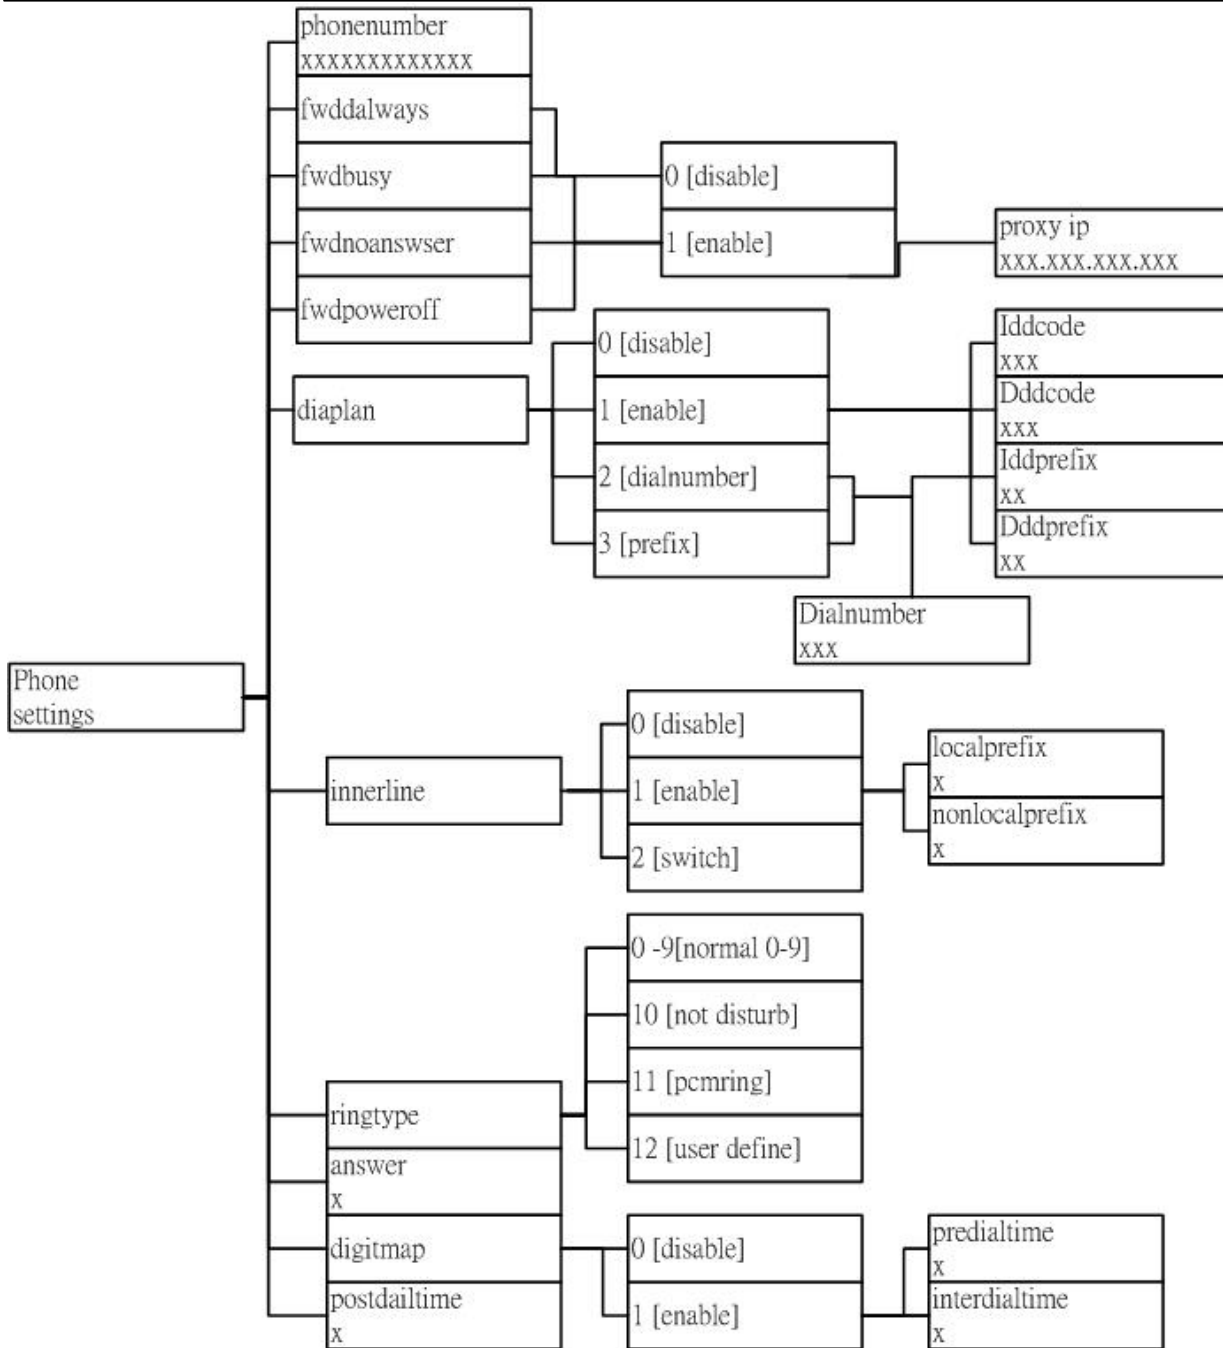 phonenumber
xxxxxxxxxxxxx
fwddalways
fwdbusy
0 [disable]
fwdnoanwser
1 [enable]
proxy ip
xxx.xxx.xxx.xxx
fwdpoweroff
diaplan
0 [disable]
1 [enable]
2 [dialnumber]
3 [prefix]
Iddcode
xxx
Dddcode
xxx
Iddprefix
xx
Dddprefix
xx
Dialnumber
xxx
Phone
settings
innerline
0 [disable]
1 [enable]
2 [switch]
localprefix
x
nonlocalprefix
x
ringtype
0 -9[normal 0-9]
10 [not disturb]
11 [pcmring]
12 [user define]
answer
x
digitmap
0 [disable]
1 [enable]
predialtime
x
interdialtime
x
postdailtime
x